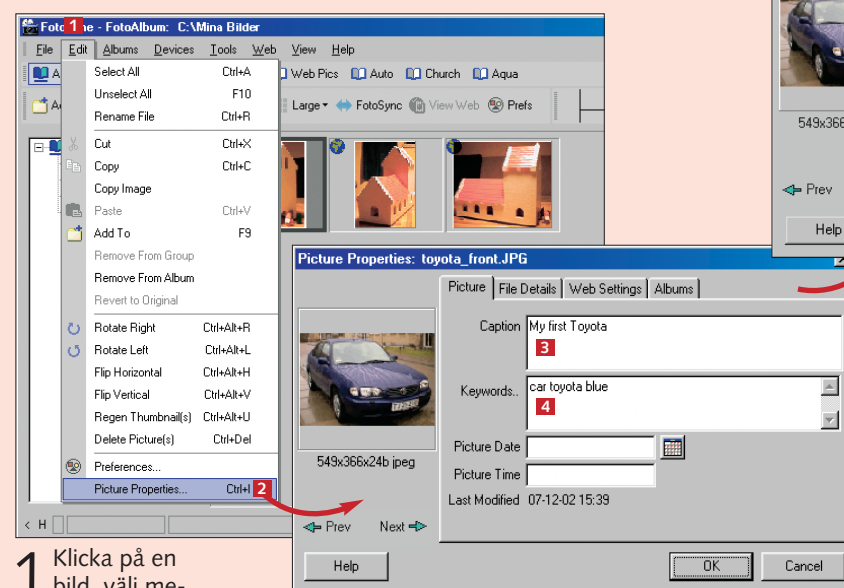 Foto 1 ne - FotoAlbum: C:\Mina Bilder
File Edit Albums Devices Tools Web View Help
A Web Pics Auto Church Aqua
Large FotoSync View Web Prefs
Select All Ctrl+A
Unselect All F10
Rename File Ctrl+R
Cut Ctrl+X
Copy Ctrl+C
Copy Image
Paste Ctrl+V
Add To F9
Remove From Group
Remove From Album
Revert to Original
Rotate Right Ctrl+Alt+R
Rotate Left Ctrl+Alt+L
Flip Horizontal Ctrl+Alt+H
Flip Vertical Ctrl+Alt+V
Regen Thumbnail(s) Ctrl+Alt+U
Delete Picture(s) Ctrl+Del
Preferences...
Picture Properties... Ctrl+I 2
< H
549x366
Prev
Help
Picture Properties: toyota_front.JPG
Picture File Details Web Settings Albums
Caption My first Toyota
3
Keywords.. car toyota blue
4
Picture Date
Picture Time
Last Modified 07-12-02 15:39
549x366x24b jpeg
Prev Next
Help OK Cancel
1 Klicka på en
bild, välj me-